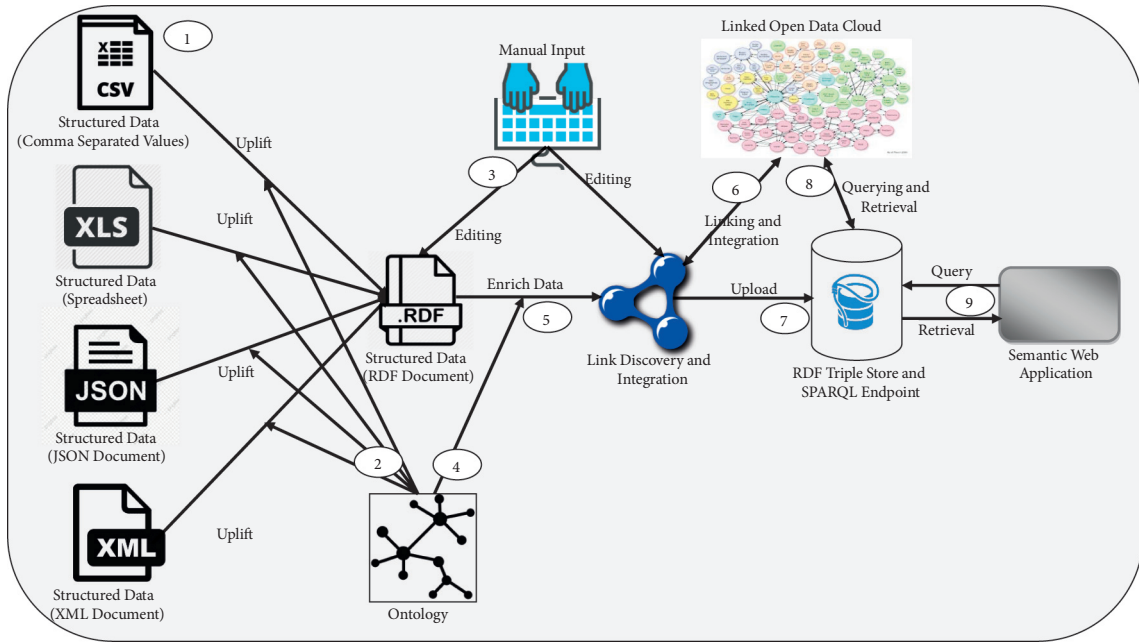 1
X
CSV
Structured Data
(Comma Separated Values)
Uplift
XLS
Structured Data
(Spreadsheet)
Uplift
JSON
Structured Data
(JSON Document)
Uplift
XML
Structured Data
(XML Document)
Uplift
2
Ontology
4
Manual Input
3
Editing
Editing
.RDF
Structured Data
(RDF Document)
Enrich Data
5
Link Discovery and
Integration
Linked Open Data Cloud
6
Linking and
Integration
8
Querying and
Retrieval
Upload
7
RDF Triple Store and
SPARQL Endpoint
Query
9
Retrieval
Semantic Web
Application